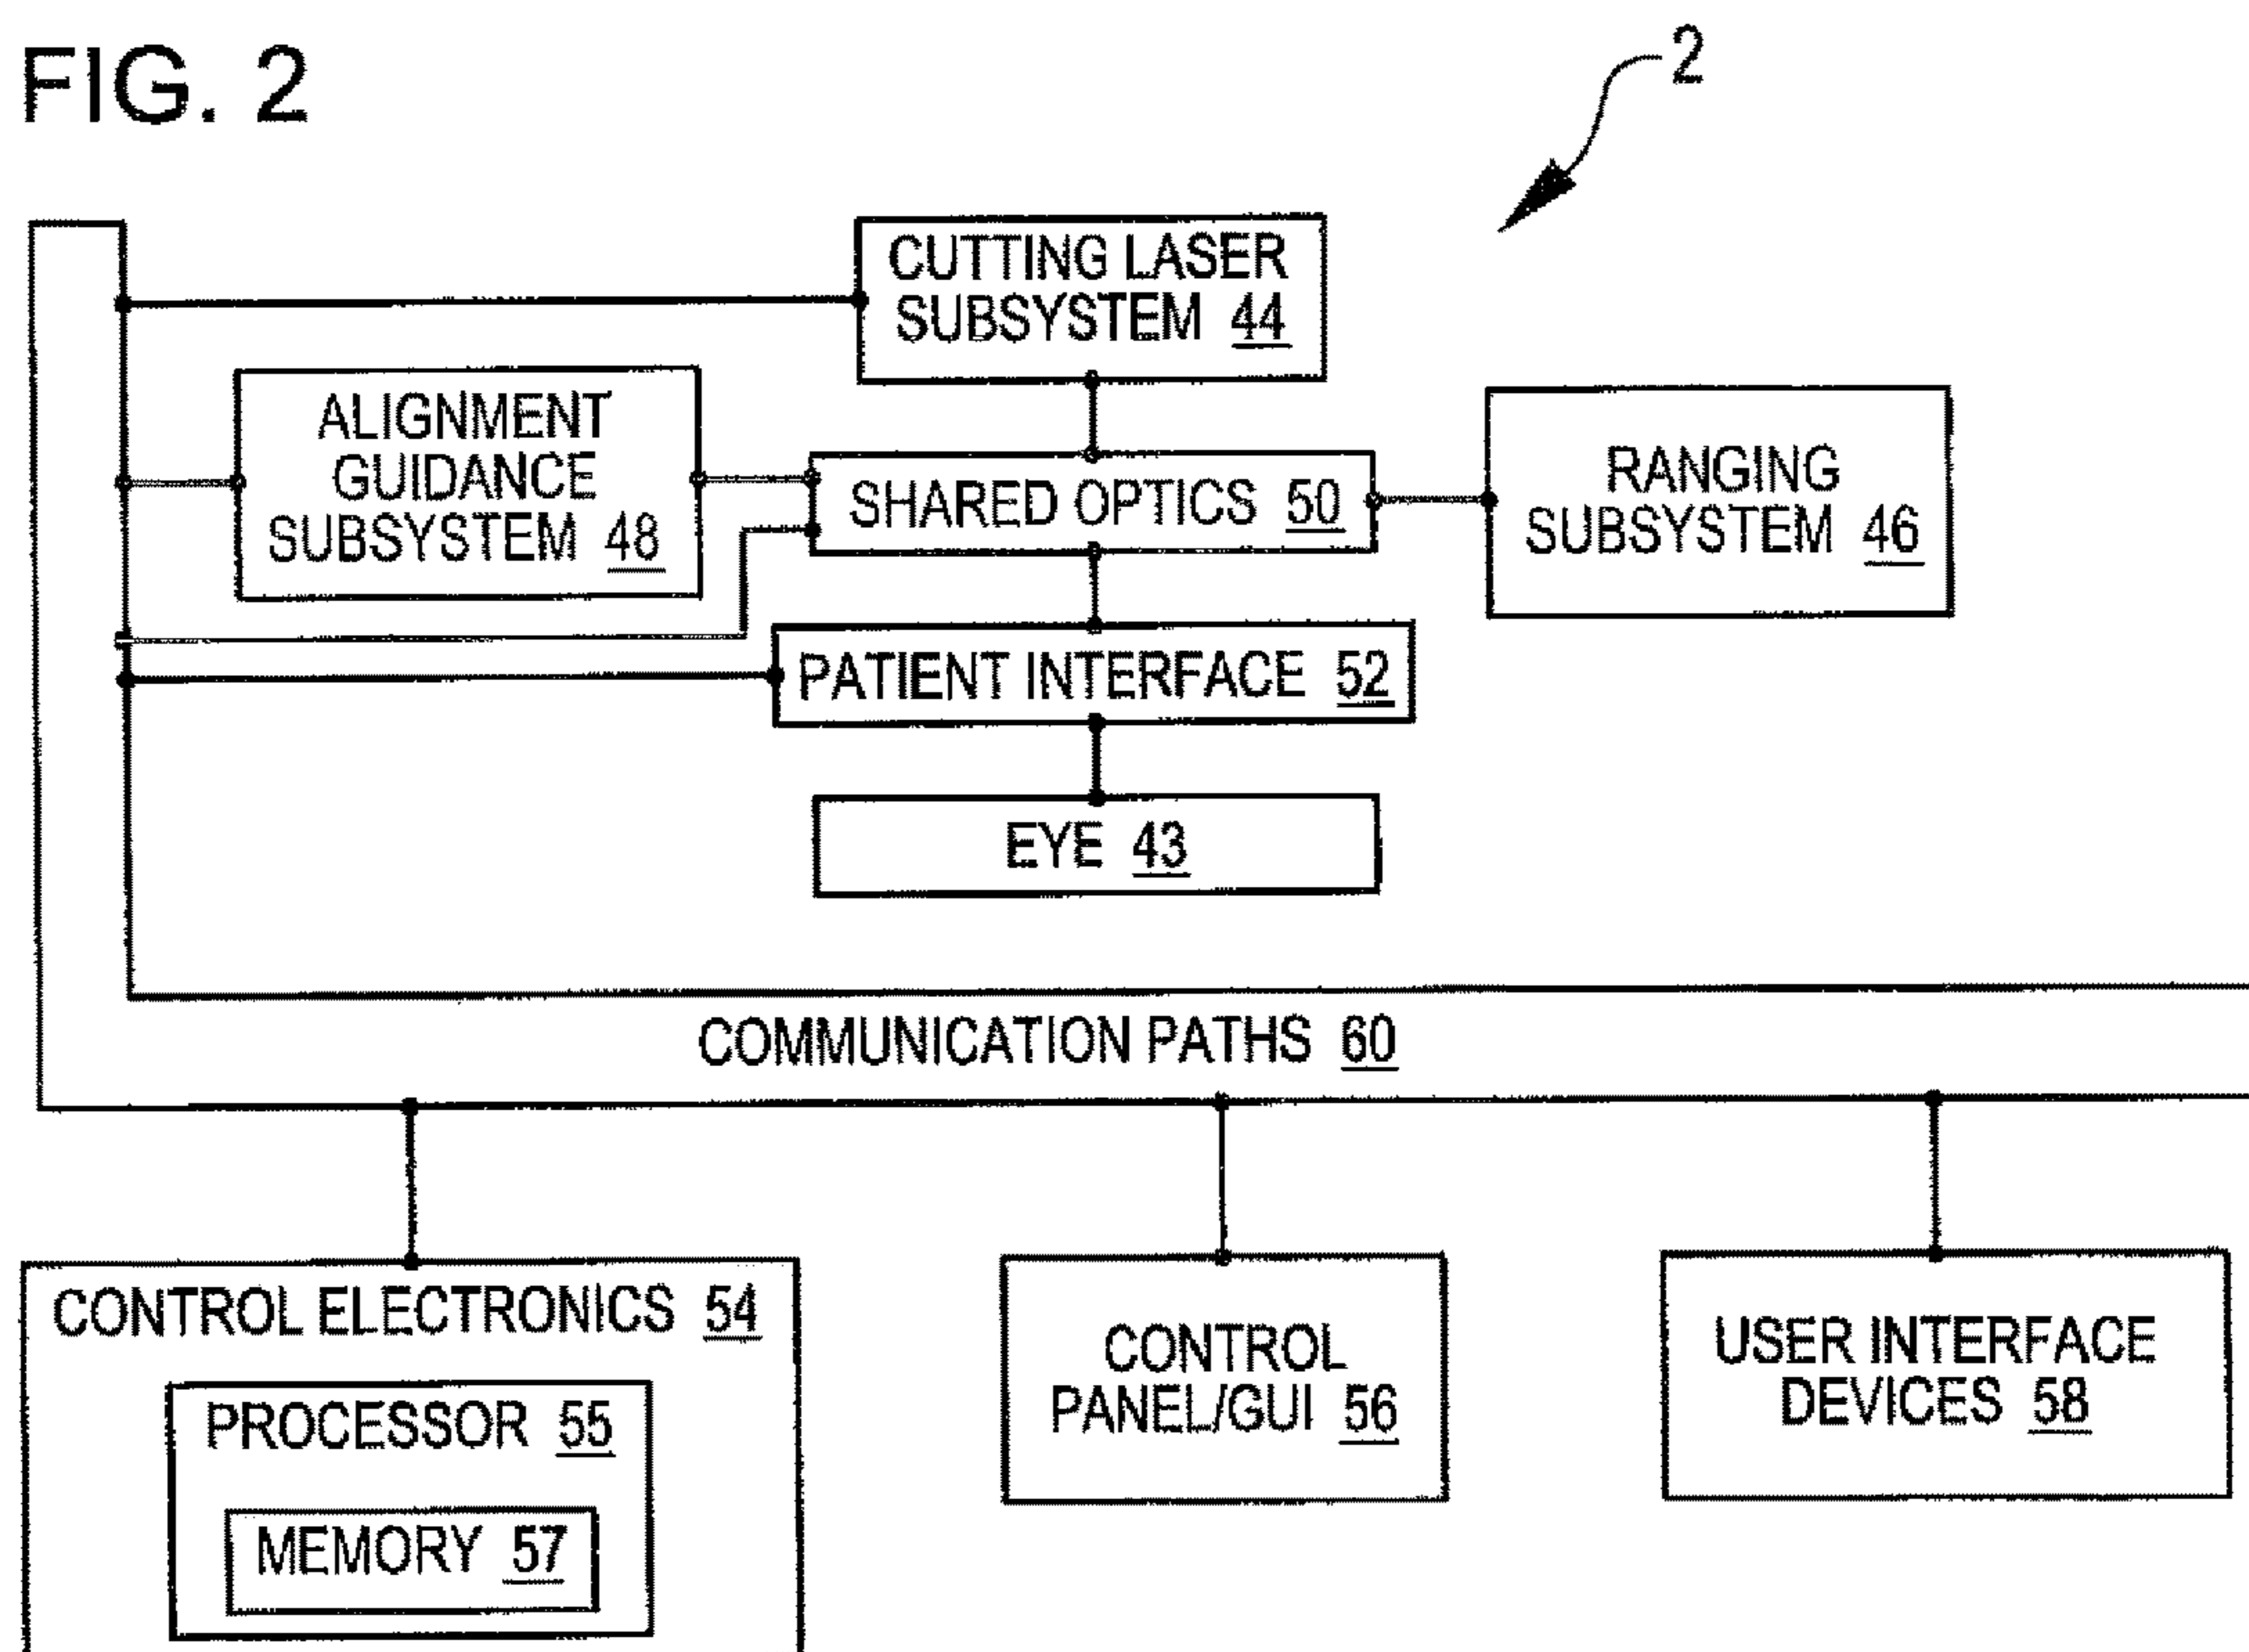 FIG. 2
2
CUTTING LASER
SUBSYSTEM 44
ALIGNMENT
GUIDANCE
SUBSYSTEM 48
SHARED OPTICS 50
RANGING
SUBSYSTEM 46
PATIENT INTERFACE 52
EYE 43
COMMUNICATION PATHS 60
CONTROL ELECTRONICS 54
PROCESSOR 55
MEMORY 57
CONTROL
PANEL/GUI 56
USER INTERFACE
DEVICES 58